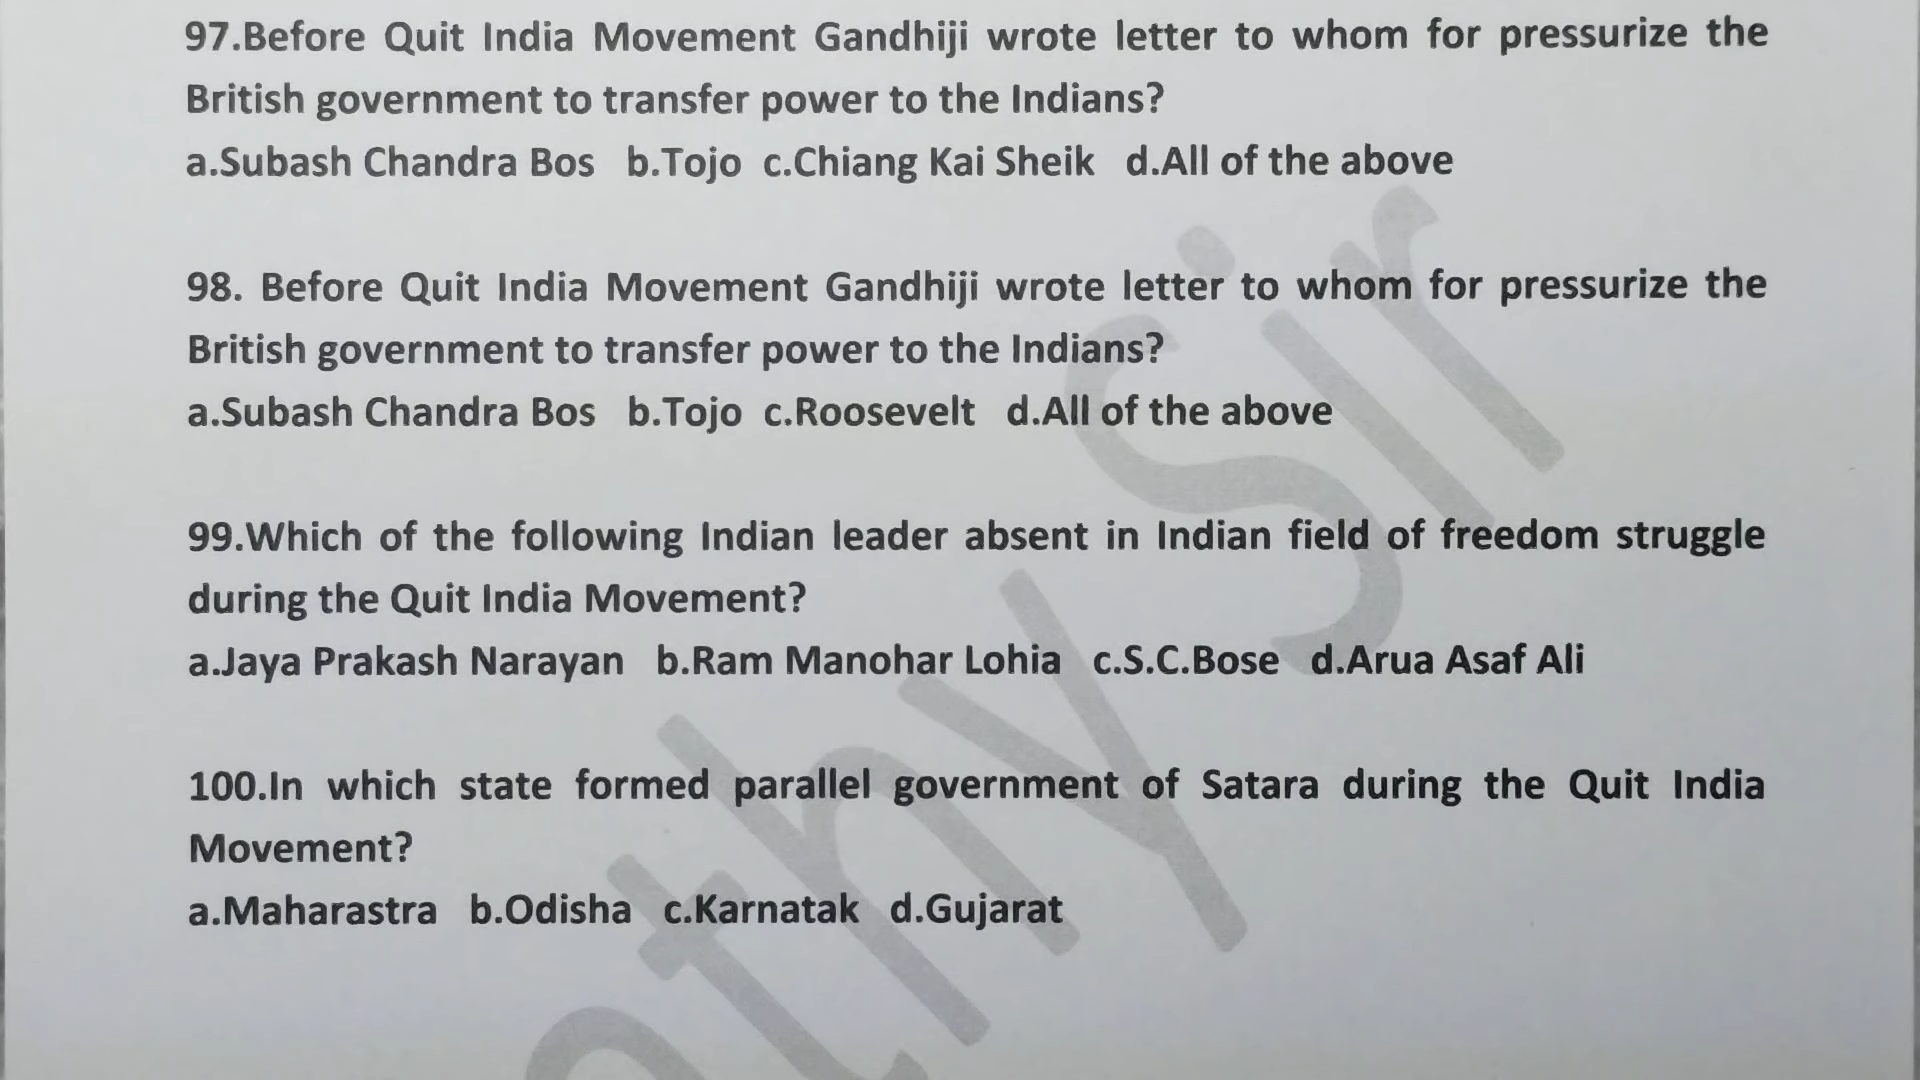 97.Before Quit India Movement Gandhiji wrote letter to whom for pressurize the
British government to transfer power to the Indians?
a.Subash Chandra Bos b.Tojo c.Chiang Kai Sheik d.All of the above
98. Before Quit India Movement Gandhiji wrote letter to whom for pressurize the
British government to transfer power to the Indians?
a.Subash Chandra Bos b.Tojo c.Roosevelt d.All of the above
99.Which of the following Indian leader absent in Indian field of freedom struggle
during the Quit India Movement?
a.Jaya Prakash Narayan b.Ram Manohar Lohia c.S.C.Bose d.Arua Asaf Ali
100.In which state formed parallel government of Satara during the Quit India
Movement?
a.Maharastra b.Odisha c.Karnatak d.Gujarat
athy Sir